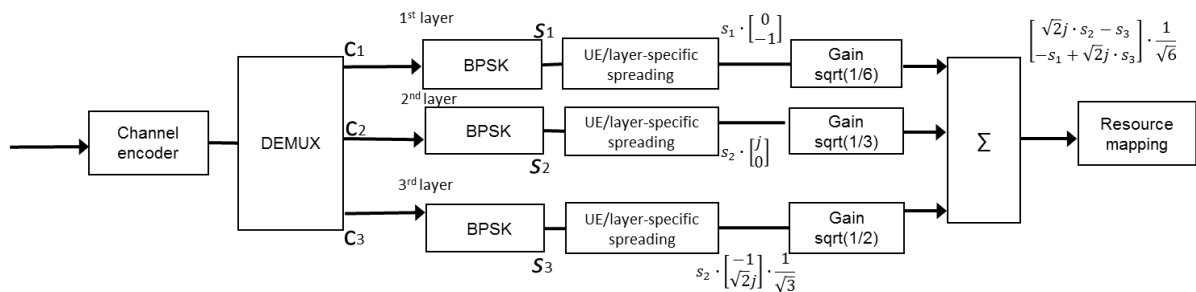 1st layer
C1
BPSK
S1
UE/layer-specific
spreading
s₁ · [0 −1]
Gain
sqrt(1/6)
[√2j · s₂ − s₃
−s₁ + √2j · s₃] · 1/√6
Channel
encoder
DEMUX
2nd layer
C2
BPSK
S2
UE/layer-specific
spreading
s₂ · [j 0]
Gain
sqrt(1/3)
Σ
Resource
mapping
3rd layer
C3
BPSK
S3
UE/layer-specific
spreading
s₂ · [−1 √2j] · 1/√3
Gain
sqrt(1/2)